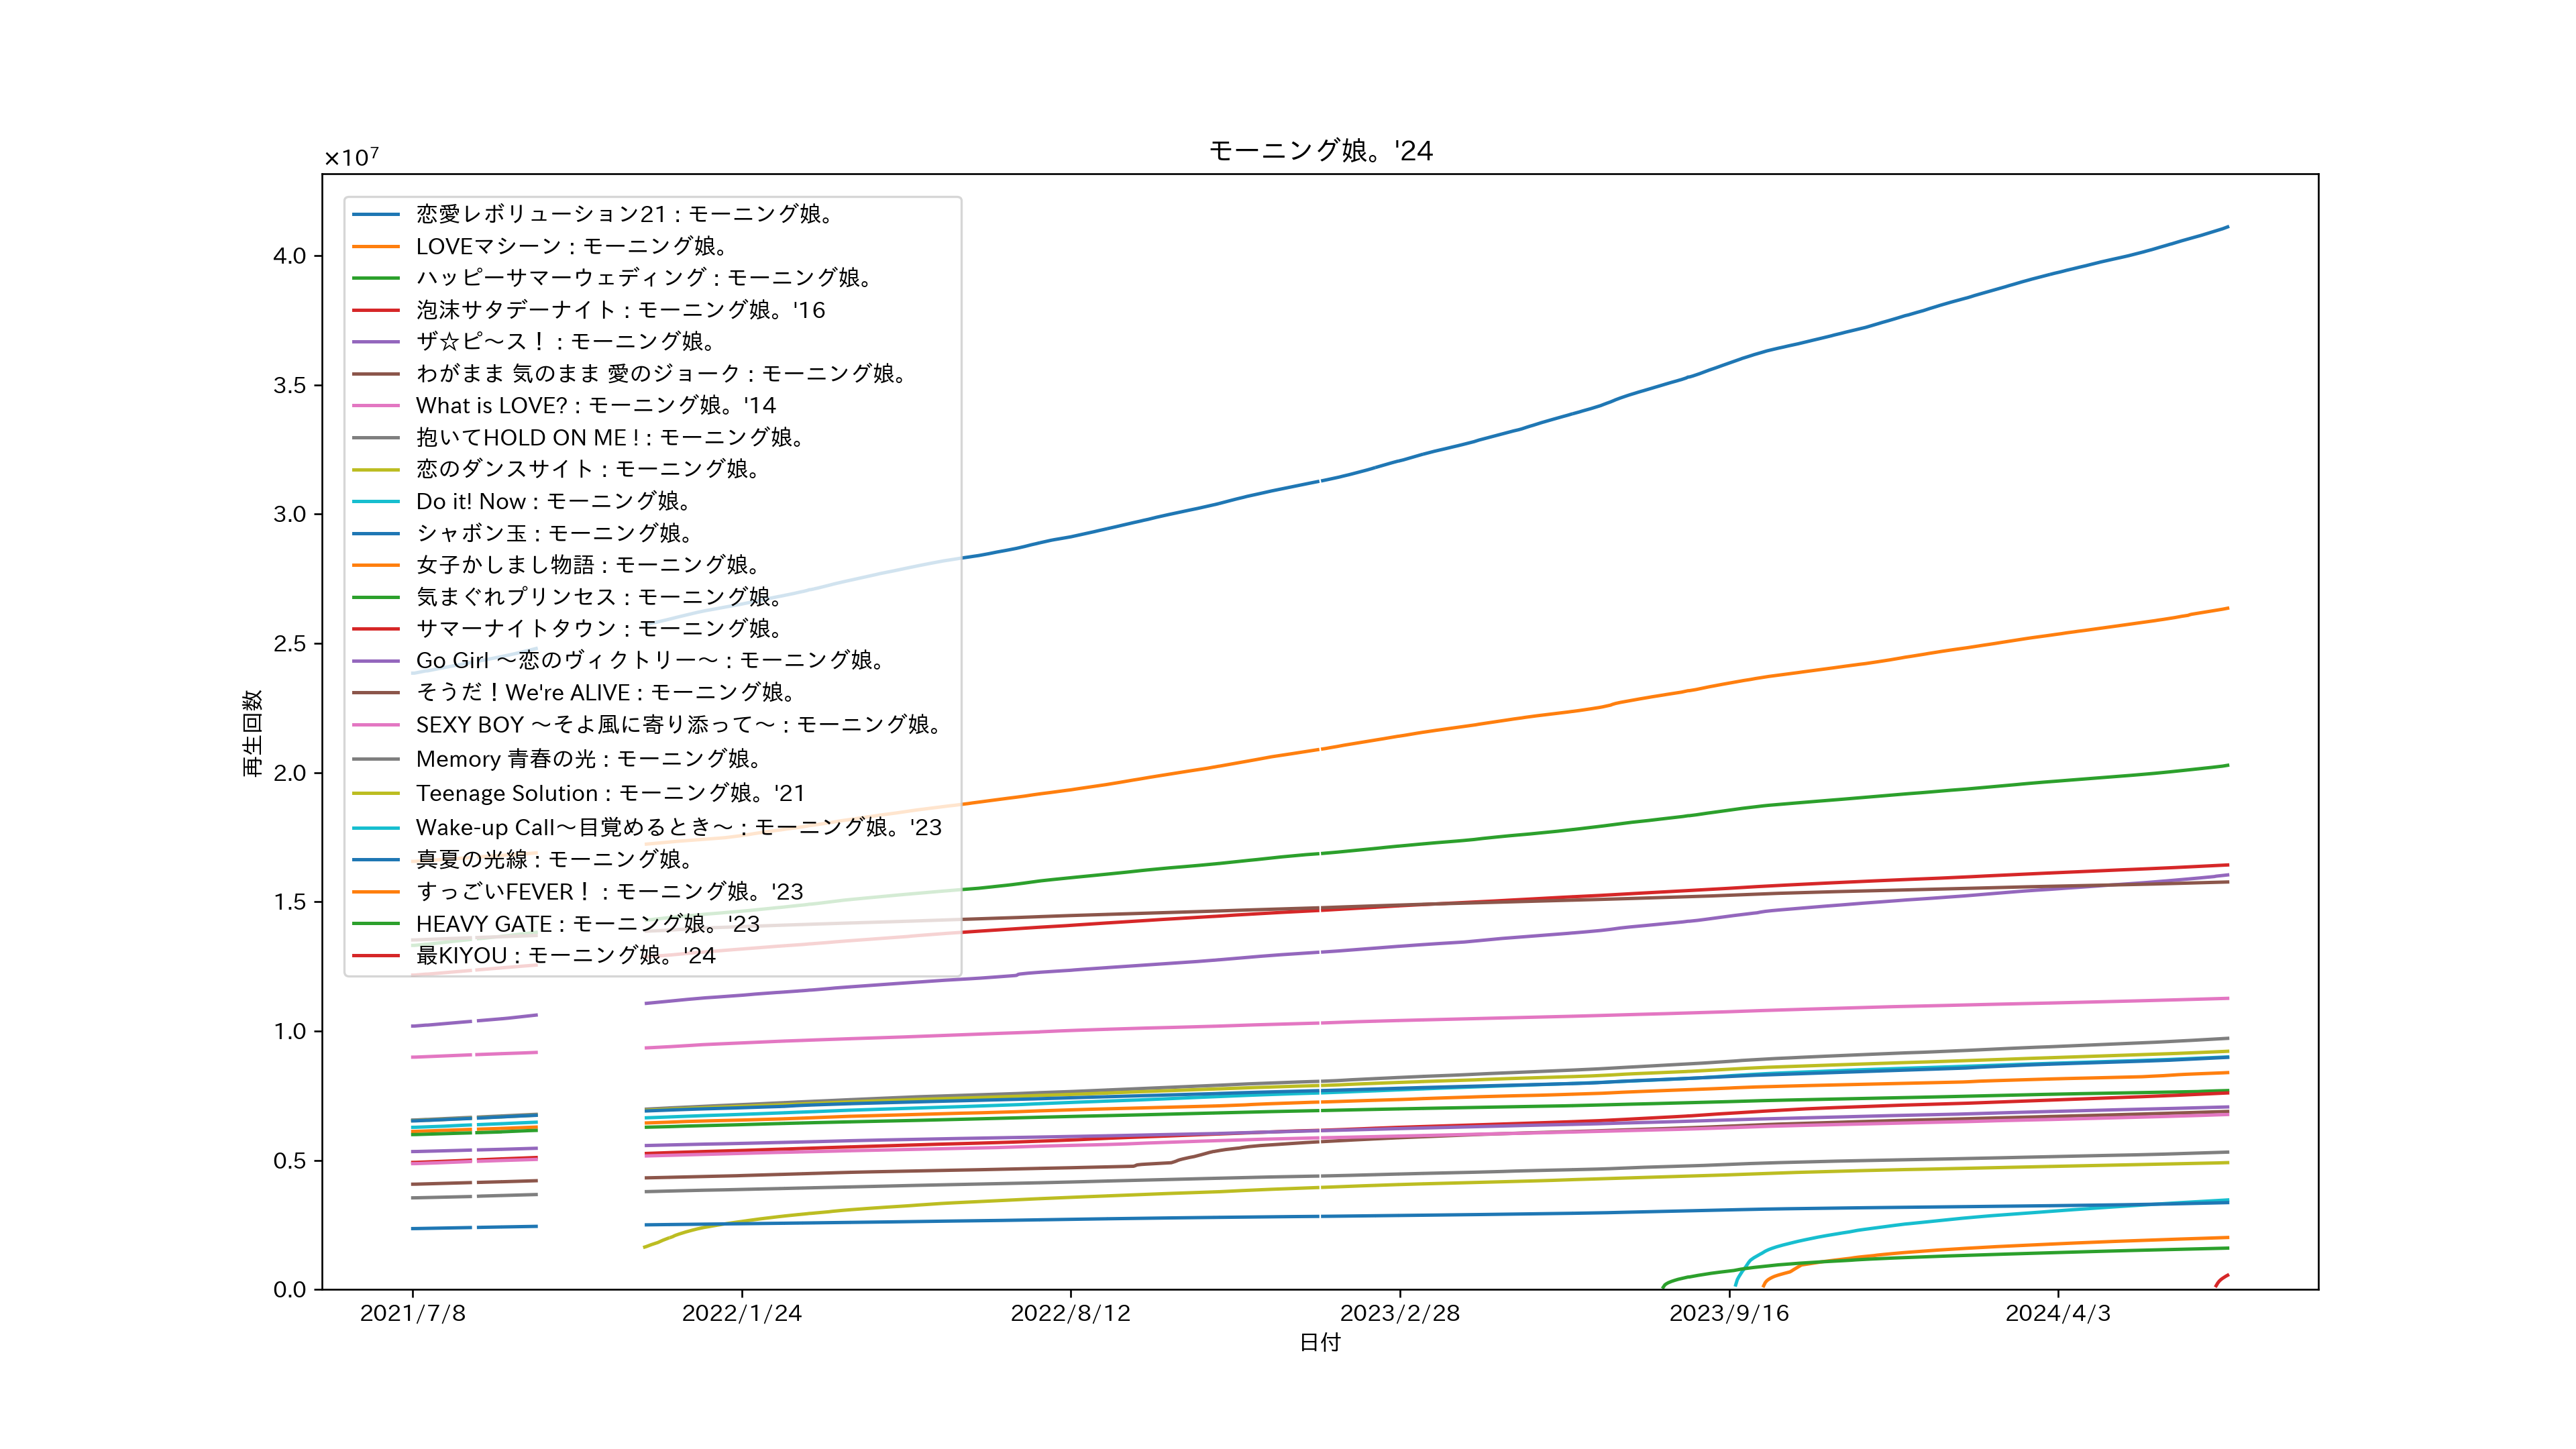 モーニング娘。'24
×10⁷
恋愛レボリューション21 : モーニング娘。
LOVEマシーン : モーニング娘。
ハッピーサマーウェディング : モーニング娘。
泡沫サタデーナイト : モーニング娘。'16
ザ☆ピ〜ス！ : モーニング娘。
わがまま 気のまま 愛のジョーク : モーニング娘。
What is LOVE? : モーニング娘。'14
抱いてHOLD ON ME ! : モーニング娘。
恋のダンスサイト : モーニング娘。
Do it! Now : モーニング娘。
シャボン玉 : モーニング娘。
女子かしまし物語 : モーニング娘。
気まぐれプリンセス : モーニング娘。
サマーナイトタウン : モーニング娘。
Go Girl 〜恋のヴィクトリー〜 : モーニング娘。
そうだ！We're ALIVE : モーニング娘。
SEXY BOY 〜そよ風に寄り添って〜 : モーニング娘。
Memory 青春の光 : モーニング娘。
Teenage Solution : モーニング娘。'21
Wake-up Call〜目覚めるとき〜 : モーニング娘。'23
真夏の光線 : モーニング娘。
すっごいFEVER！ : モーニング娘。'23
HEAVY GATE : モーニング娘。'23
最KIYOU : モーニング娘。'24
4.0
3.5
3.0
2.5
2.0
1.5
1.0
0.5
0.0
再生回数
2021/7/8
2022/1/24
2022/8/12
2023/2/28
2023/9/16
2024/4/3
日付